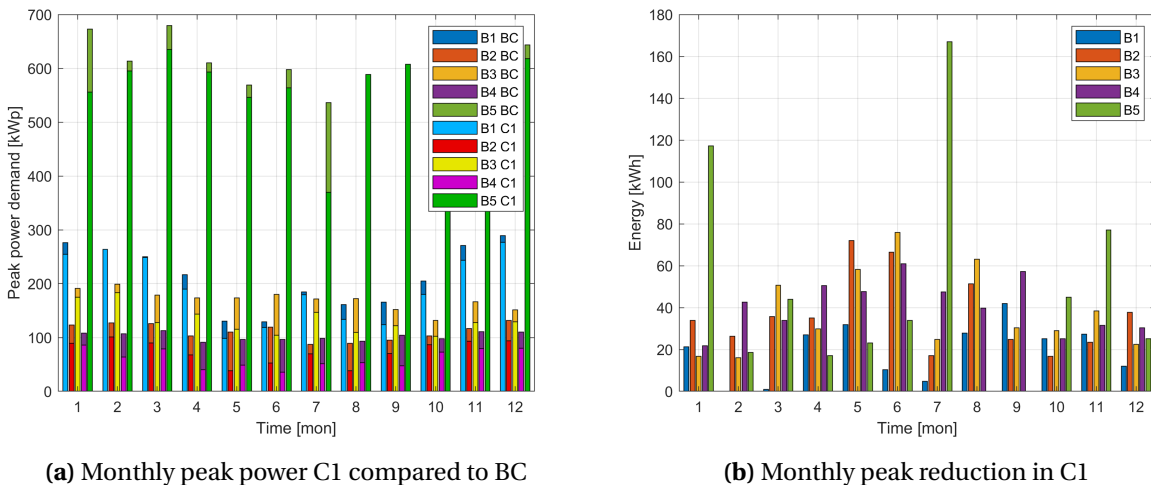 700
600
500
400
300
200
100
0
Peak power demand [kWp]
1 2 3 4 5 6 7 8 9 10 11 12
Time [mon]
B1 BC
B2 BC
B3 BC
B4 BC
B5 BC
B1 C1
B2 C1
B3 C1
B4 C1
B5 C1
(a) Monthly peak power C1 compared to BC
180
160
140
120
100
80
60
40
20
0
Energy [kWh]
1 2 3 4 5 6 7 8 9 10 11 12
Time [mon]
B1
B2
B3
B4
B5
(b) Monthly peak reduction in C1